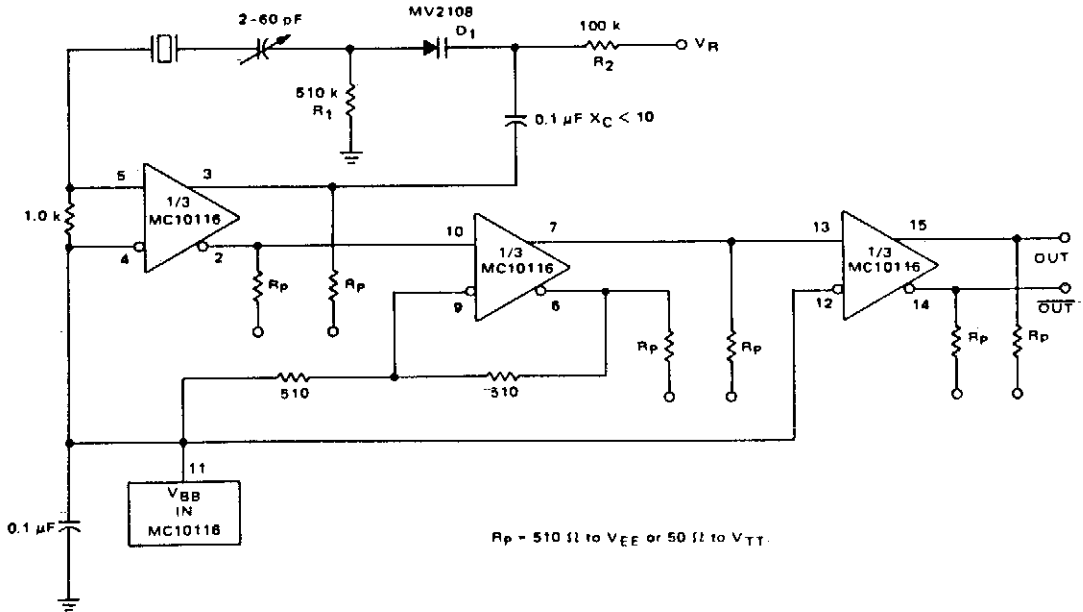 MV2108
2-60 pF
D1
100 k
VR
R2
510 k
R1
0.1 µF XC < 10
5
3
1/3
MC10116
1.0 k
4
2
10
7
1/3
MC10116
13
15
1/3
MC10116
OUT
RP
RP
9
6
12
14
OUT
RP
RP
RP
RP
510
510
11
VBB
IN
MC10116
0.1 µF
RP = 510 Ω to VEE or 50 Ω to VTT.